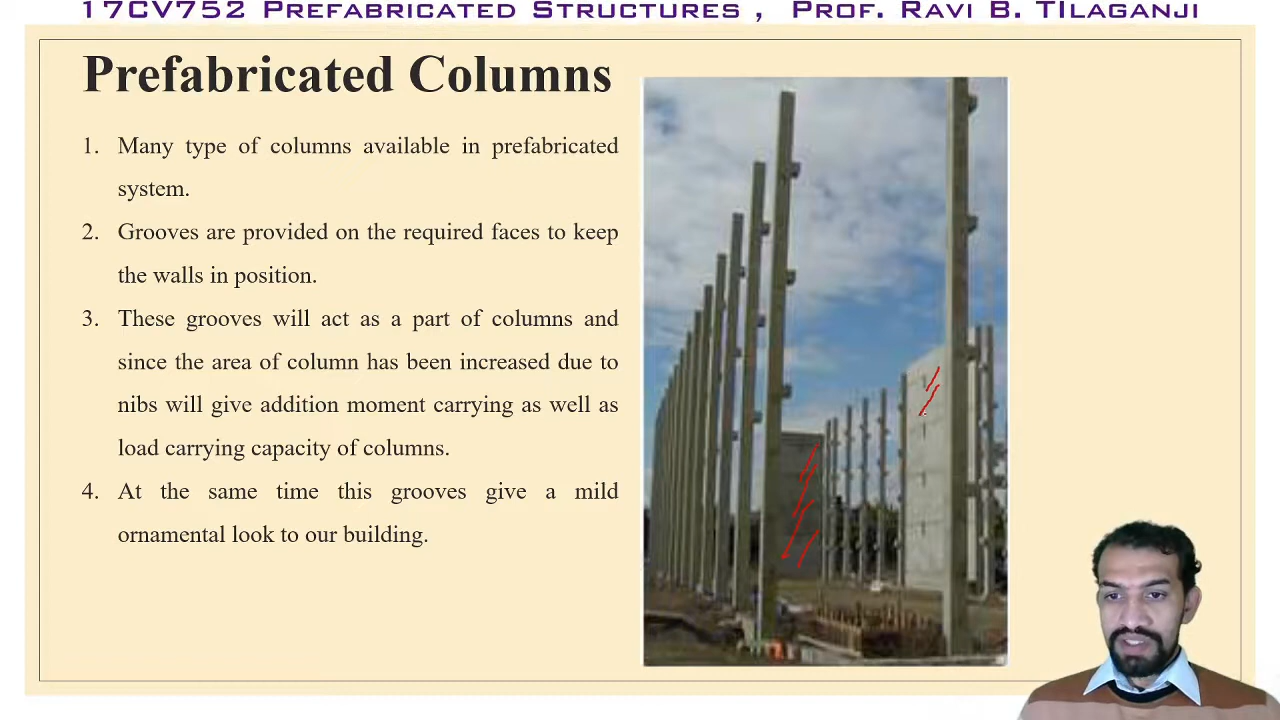 17CV752 PREFABRICATED STRUCTURES , PROF. RAVI B. TILAGANJI
Prefabricated Columns
1. Many type of columns available in prefabricated
system.
2. Grooves are provided on the required faces to keep
the walls in position.
3. These grooves will act as a part of columns and
since the area of column has been increased due to
nibs will give addition moment carrying as well as
load carrying capacity of columns.
4. At the same time this grooves give a mild
ornamental look to our building.